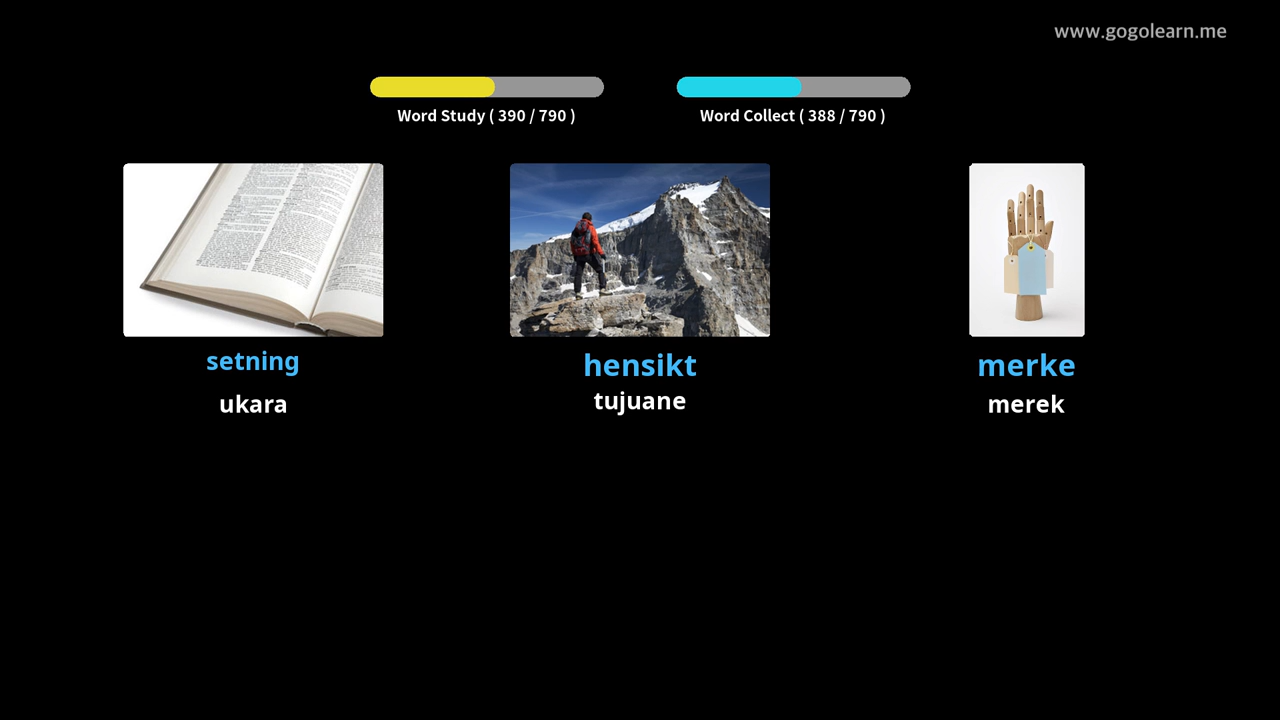 www.gogolearn.me
Word Study ( 390 / 790 )
Word Collect ( 388 / 790 )
setning
ukara
hensikt
tujuane
merke
merek